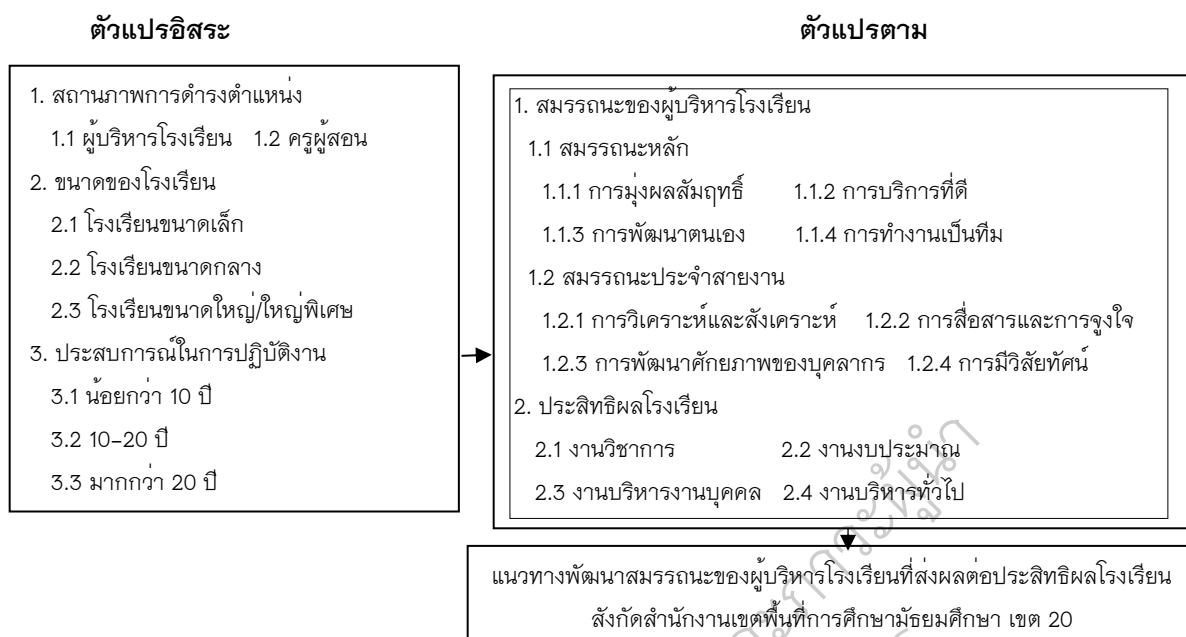 ตัวแปรอิสระ
1. สถานภาพการดำรงตำแหน่ง
1.1 ผู้บริหารโรงเรียน 1.2 ครูผู้สอน
2. ขนาดของโรงเรียน
2.1 โรงเรียนขนาดเล็ก
2.2 โรงเรียนขนาดกลาง
2.3 โรงเรียนขนาดใหญ่/ใหญ่พิเศษ
3. ประสบการณ์ในการปฏิบัติงาน
3.1 น้อยกว่า 10 ปี
3.2 10-20 ปี
3.3 มากกว่า 20 ปี
ตัวแปรตาม
1. สมรรถนะของผู้บริหารโรงเรียน
1.1 สมรรถนะหลัก
1.1.1 การมุ่งผลสัมฤทธิ์ 1.1.2 การบริการที่ดี
1.1.3 การพัฒนาตนเอง 1.1.4 การทำงานเป็นทีม
1.2 สมรรถนะประจำสายงาน
1.2.1 การวิเคราะห์และสังเคราะห์ 1.2.2 การสื่อสารและการจูงใจ
1.2.3 การพัฒนาศักยภาพของบุคลากร 1.2.4 การมีวิสัยทัศน์
2. ประสิทธิผลโรงเรียน
2.1 งานวิชาการ 2.2 งานงบประมาณ
2.3 งานบริหารงานบุคคล 2.4 งานบริหารทั่วไป
แนวทางพัฒนาสมรรถนะของผู้บริหารโรงเรียนที่ส่งผลต่อประสิทธิผลโรงเรียน
สังกัดสำนักงานเขตพื้นที่การศึกษามัธยมศึกษา เขต 20